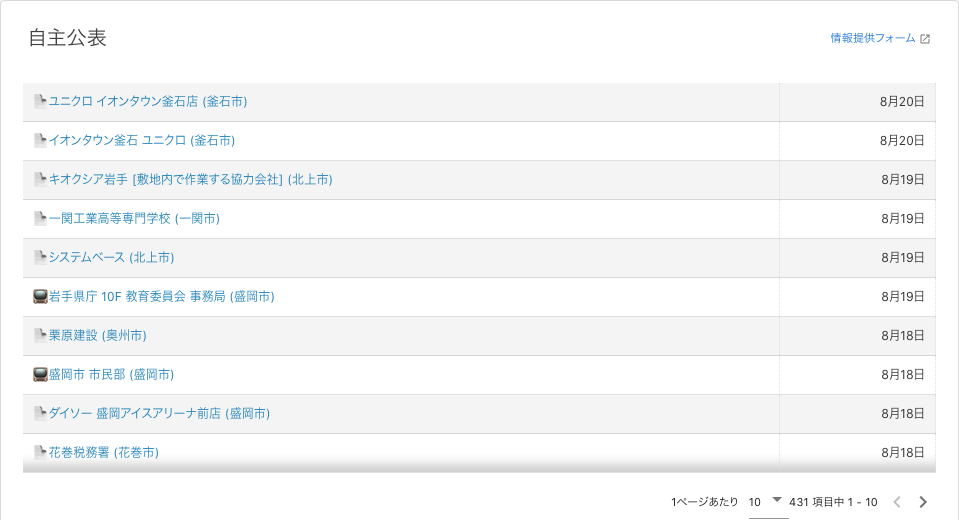 自主公表
情報提供フォーム
ユニクロ イオンタウン釜石店 (釜石市) 8月20日
イオンタウン釜石 ユニクロ (釜石市) 8月20日
キオクシア岩手 [敷地内で作業する協力会社] (北上市) 8月19日
一関工業高等専門学校 (一関市) 8月19日
システムベース (北上市) 8月19日
岩手県庁 10F 教育委員会 事務局 (盛岡市) 8月19日
栗原建設 (奥州市) 8月18日
盛岡市 市民部 (盛岡市) 8月18日
ダイソー 盛岡アイスアリーナ前店 (盛岡市) 8月18日
花巻税務署 (花巻市) 8月18日
1ページあたり 10 431 項目中 1 - 10